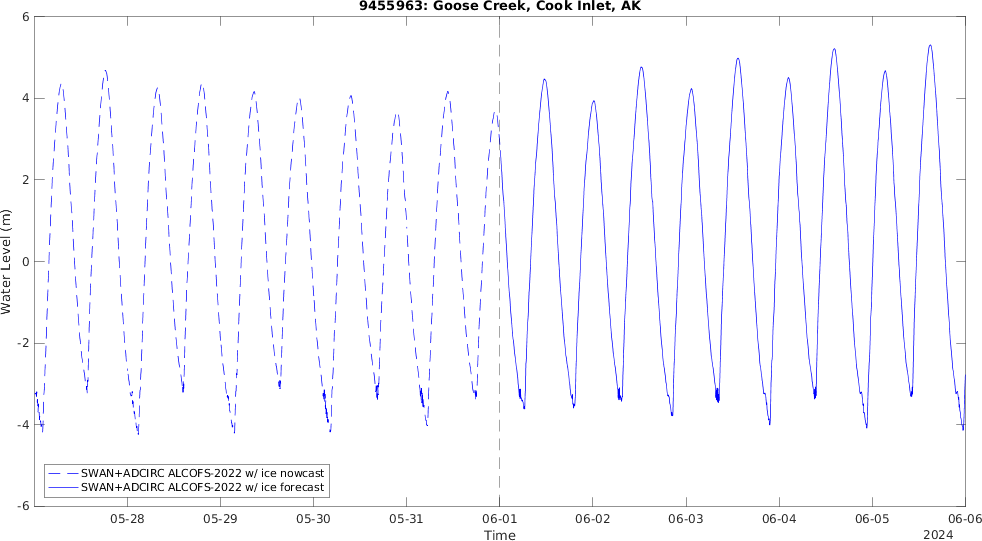 9455963: Goose Creek, Cook Inlet, AK
6
4
2
0
-2
-4
-6
Water Level (m)
SWAN+ADCIRC ALCOFS-2022 w/ ice nowcast
SWAN+ADCIRC ALCOFS-2022 w/ ice forecast
05-28 05-29 05-30 05-31 06-01 06-02 06-03 06-04 06-05 06-06
Time
2024